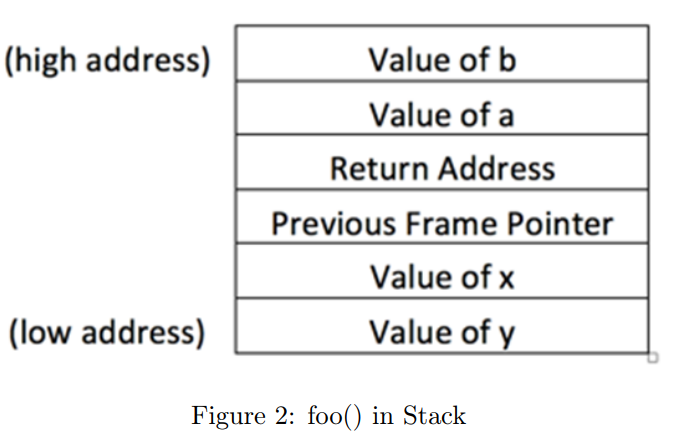 (high address)
Value of b
Value of a
Return Address
Previous Frame Pointer
Value of x
(low address)
Value of y
Figure 2: foo() in Stack